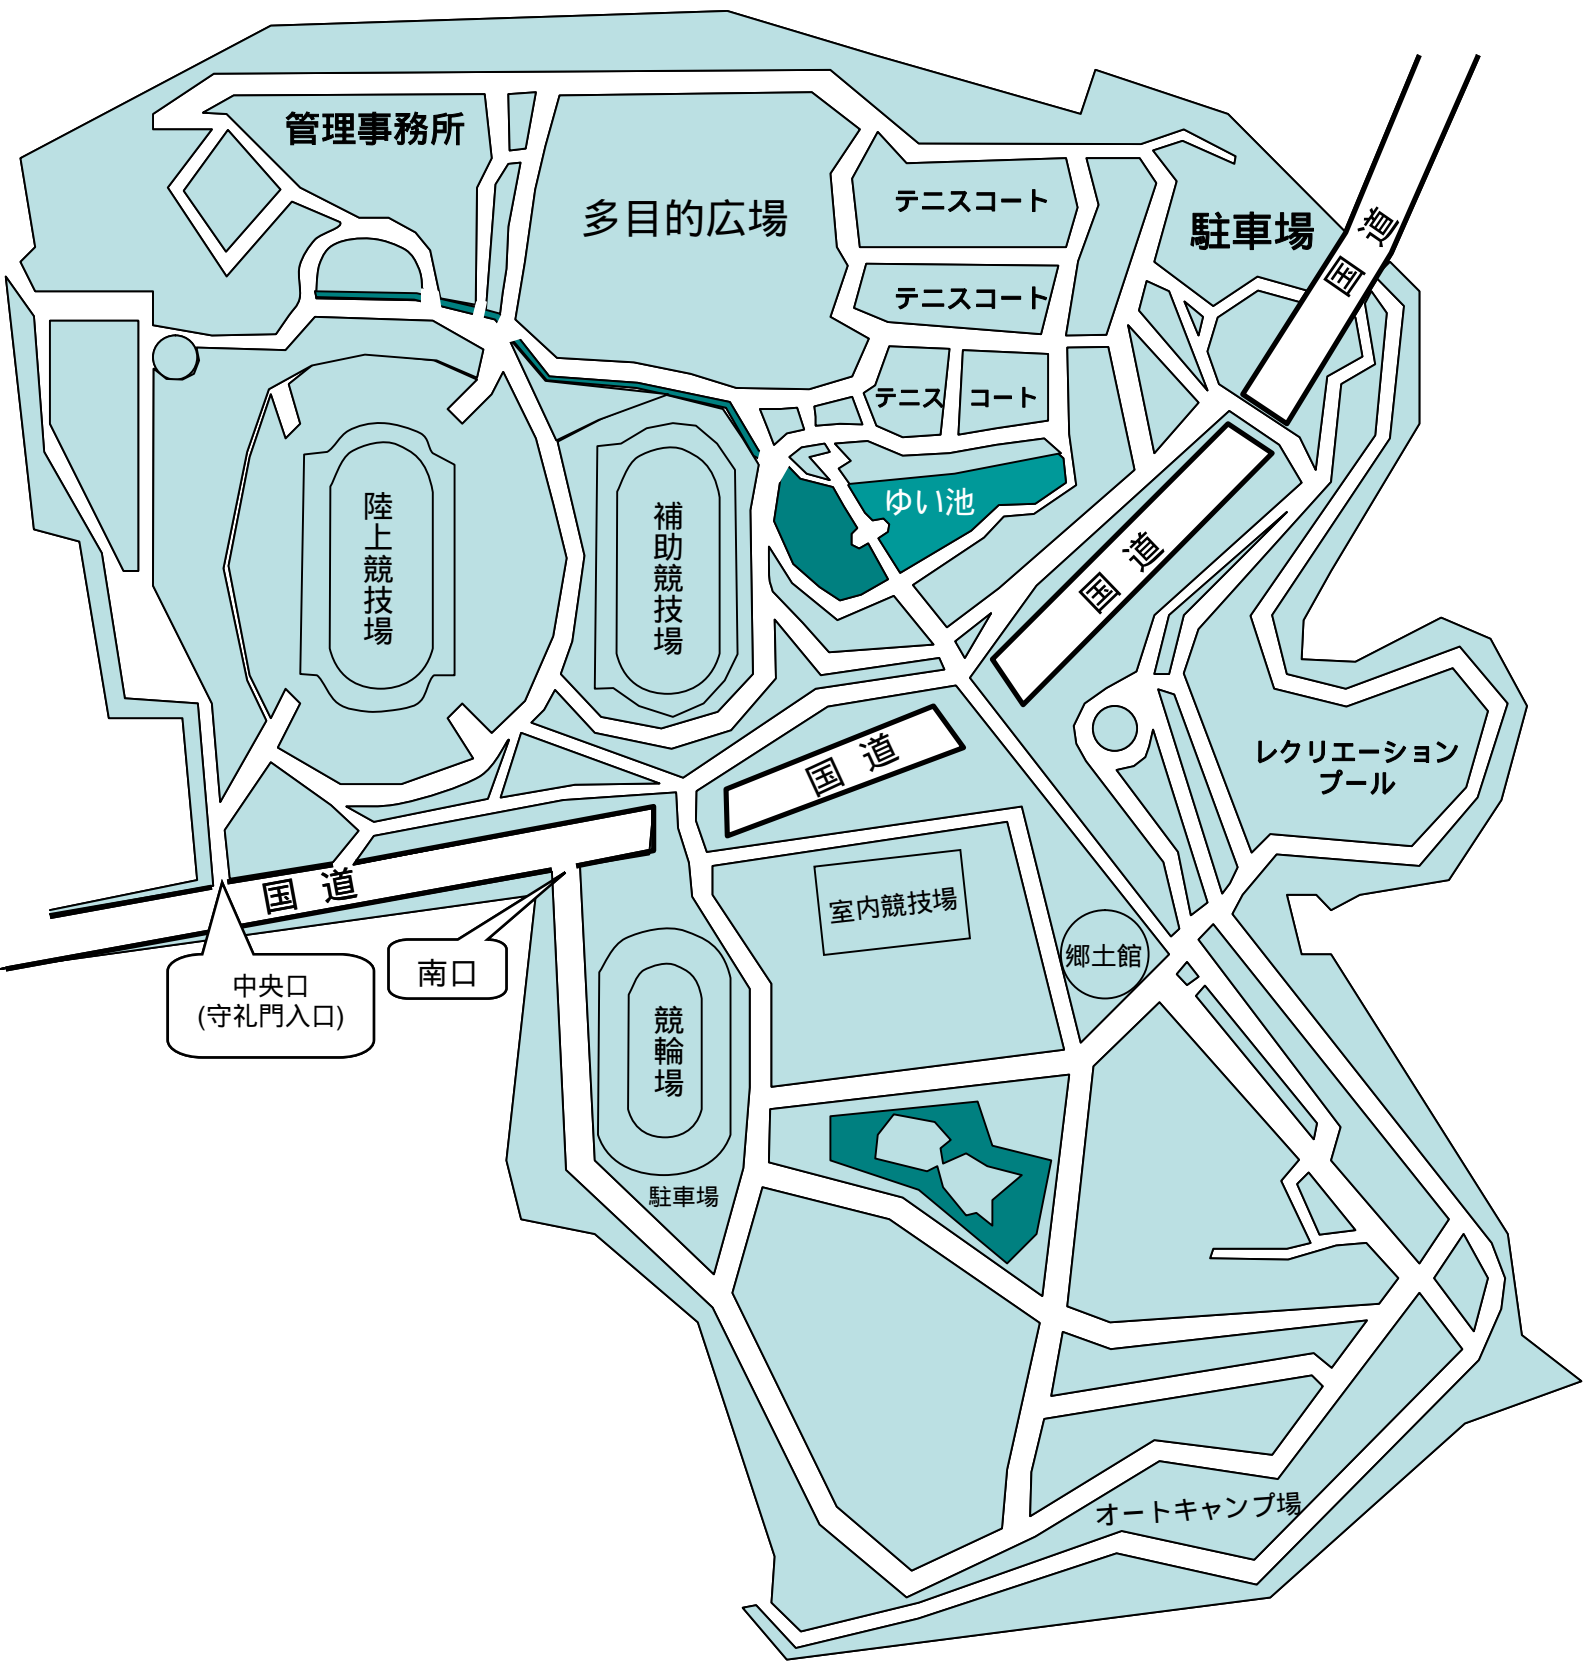 管理事務所
多目的広場
テニスコート
駐車場
国道
テニスコート
テニス
コート
ゆい池
陸上競技場
補助競技場
国道
レクリエーション
プール
国道
国道
室内競技場
郷土館
中央口
(守礼門入口)
南口
競輪場
駐車場
オートキャンプ場